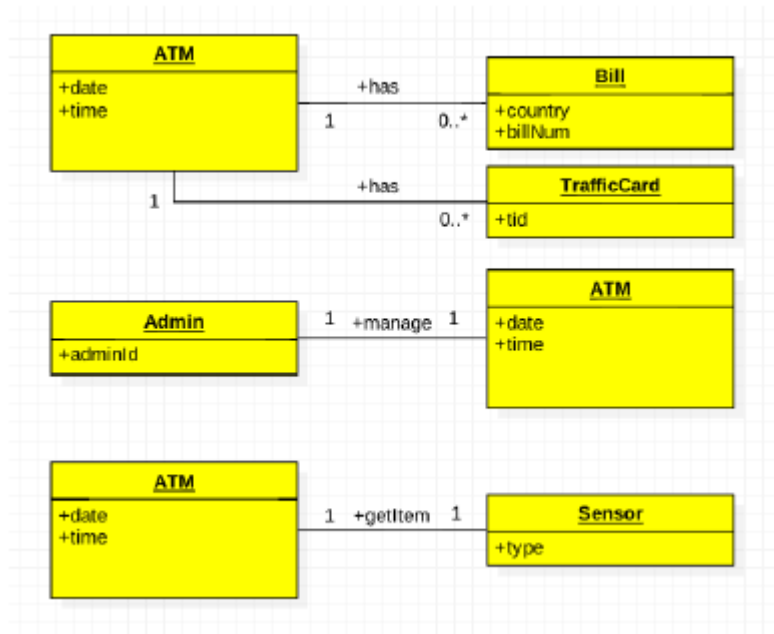 ATM
+date
+time
+has
1
0..*
Bill
+country
+billNum
1
+has
0..*
TrafficCard
+tid
Admin
+adminId
1 +manage 1
ATM
+date
+time
ATM
+date
+time
1 +getItem 1
Sensor
+type